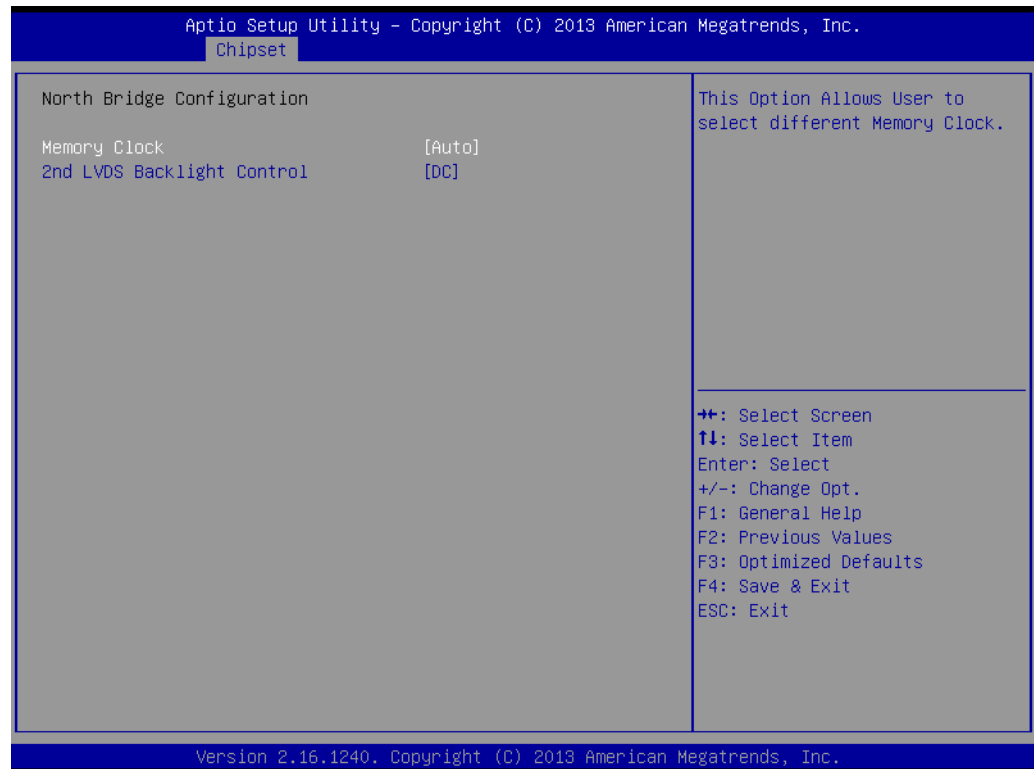 Aptio Setup Utility – Copyright (C) 2013 American Megatrends, Inc.
Chipset
North Bridge Configuration
Memory Clock [Auto]
2nd LVDS Backlight Control [DC]
This Option Allows User to
select different Memory Clock.
→←: Select Screen
↑↓: Select Item
Enter: Select
+/-: Change Opt.
F1: General Help
F2: Previous Values
F3: Optimized Defaults
F4: Save & Exit
ESC: Exit
Version 2.16.1240. Copyright (C) 2013 American Megatrends, Inc.